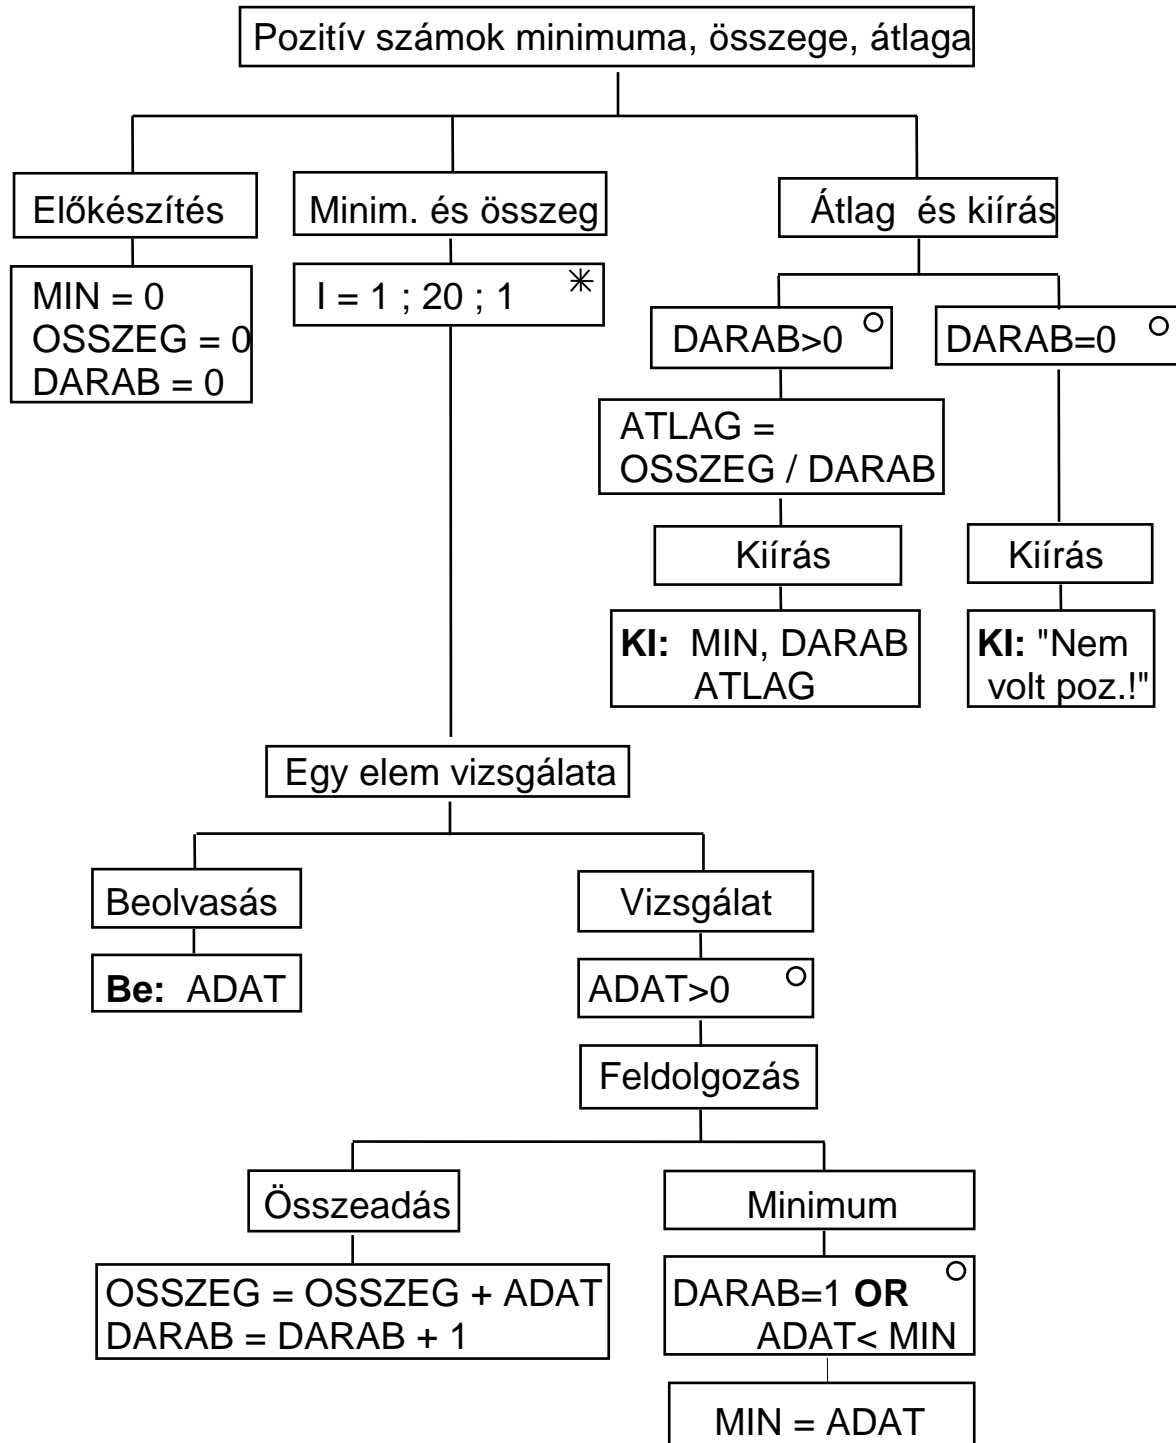 Pozitív számok minimuma, összege, átlaga
Előkészítés
MIN = 0
OSSZEG = 0
DARAB = 0
Minim. és összeg
I = 1 ; 20 ; 1 *
Átlag és kiírás
DARAB>0
ATLAG =
OSSZEG / DARAB
Kiírás
KI: MIN, DARAB
ATLAG
DARAB=0
Kiírás
KI: "Nem
volt poz.!"
Egy elem vizsgálata
Beolvasás
Be: ADAT
Vizsgálat
ADAT>0
Feldolgozás
Összeadás
OSSZEG = OSSZEG + ADAT
DARAB = DARAB + 1
Minimum
DARAB=1 OR
ADAT< MIN
MIN = ADAT